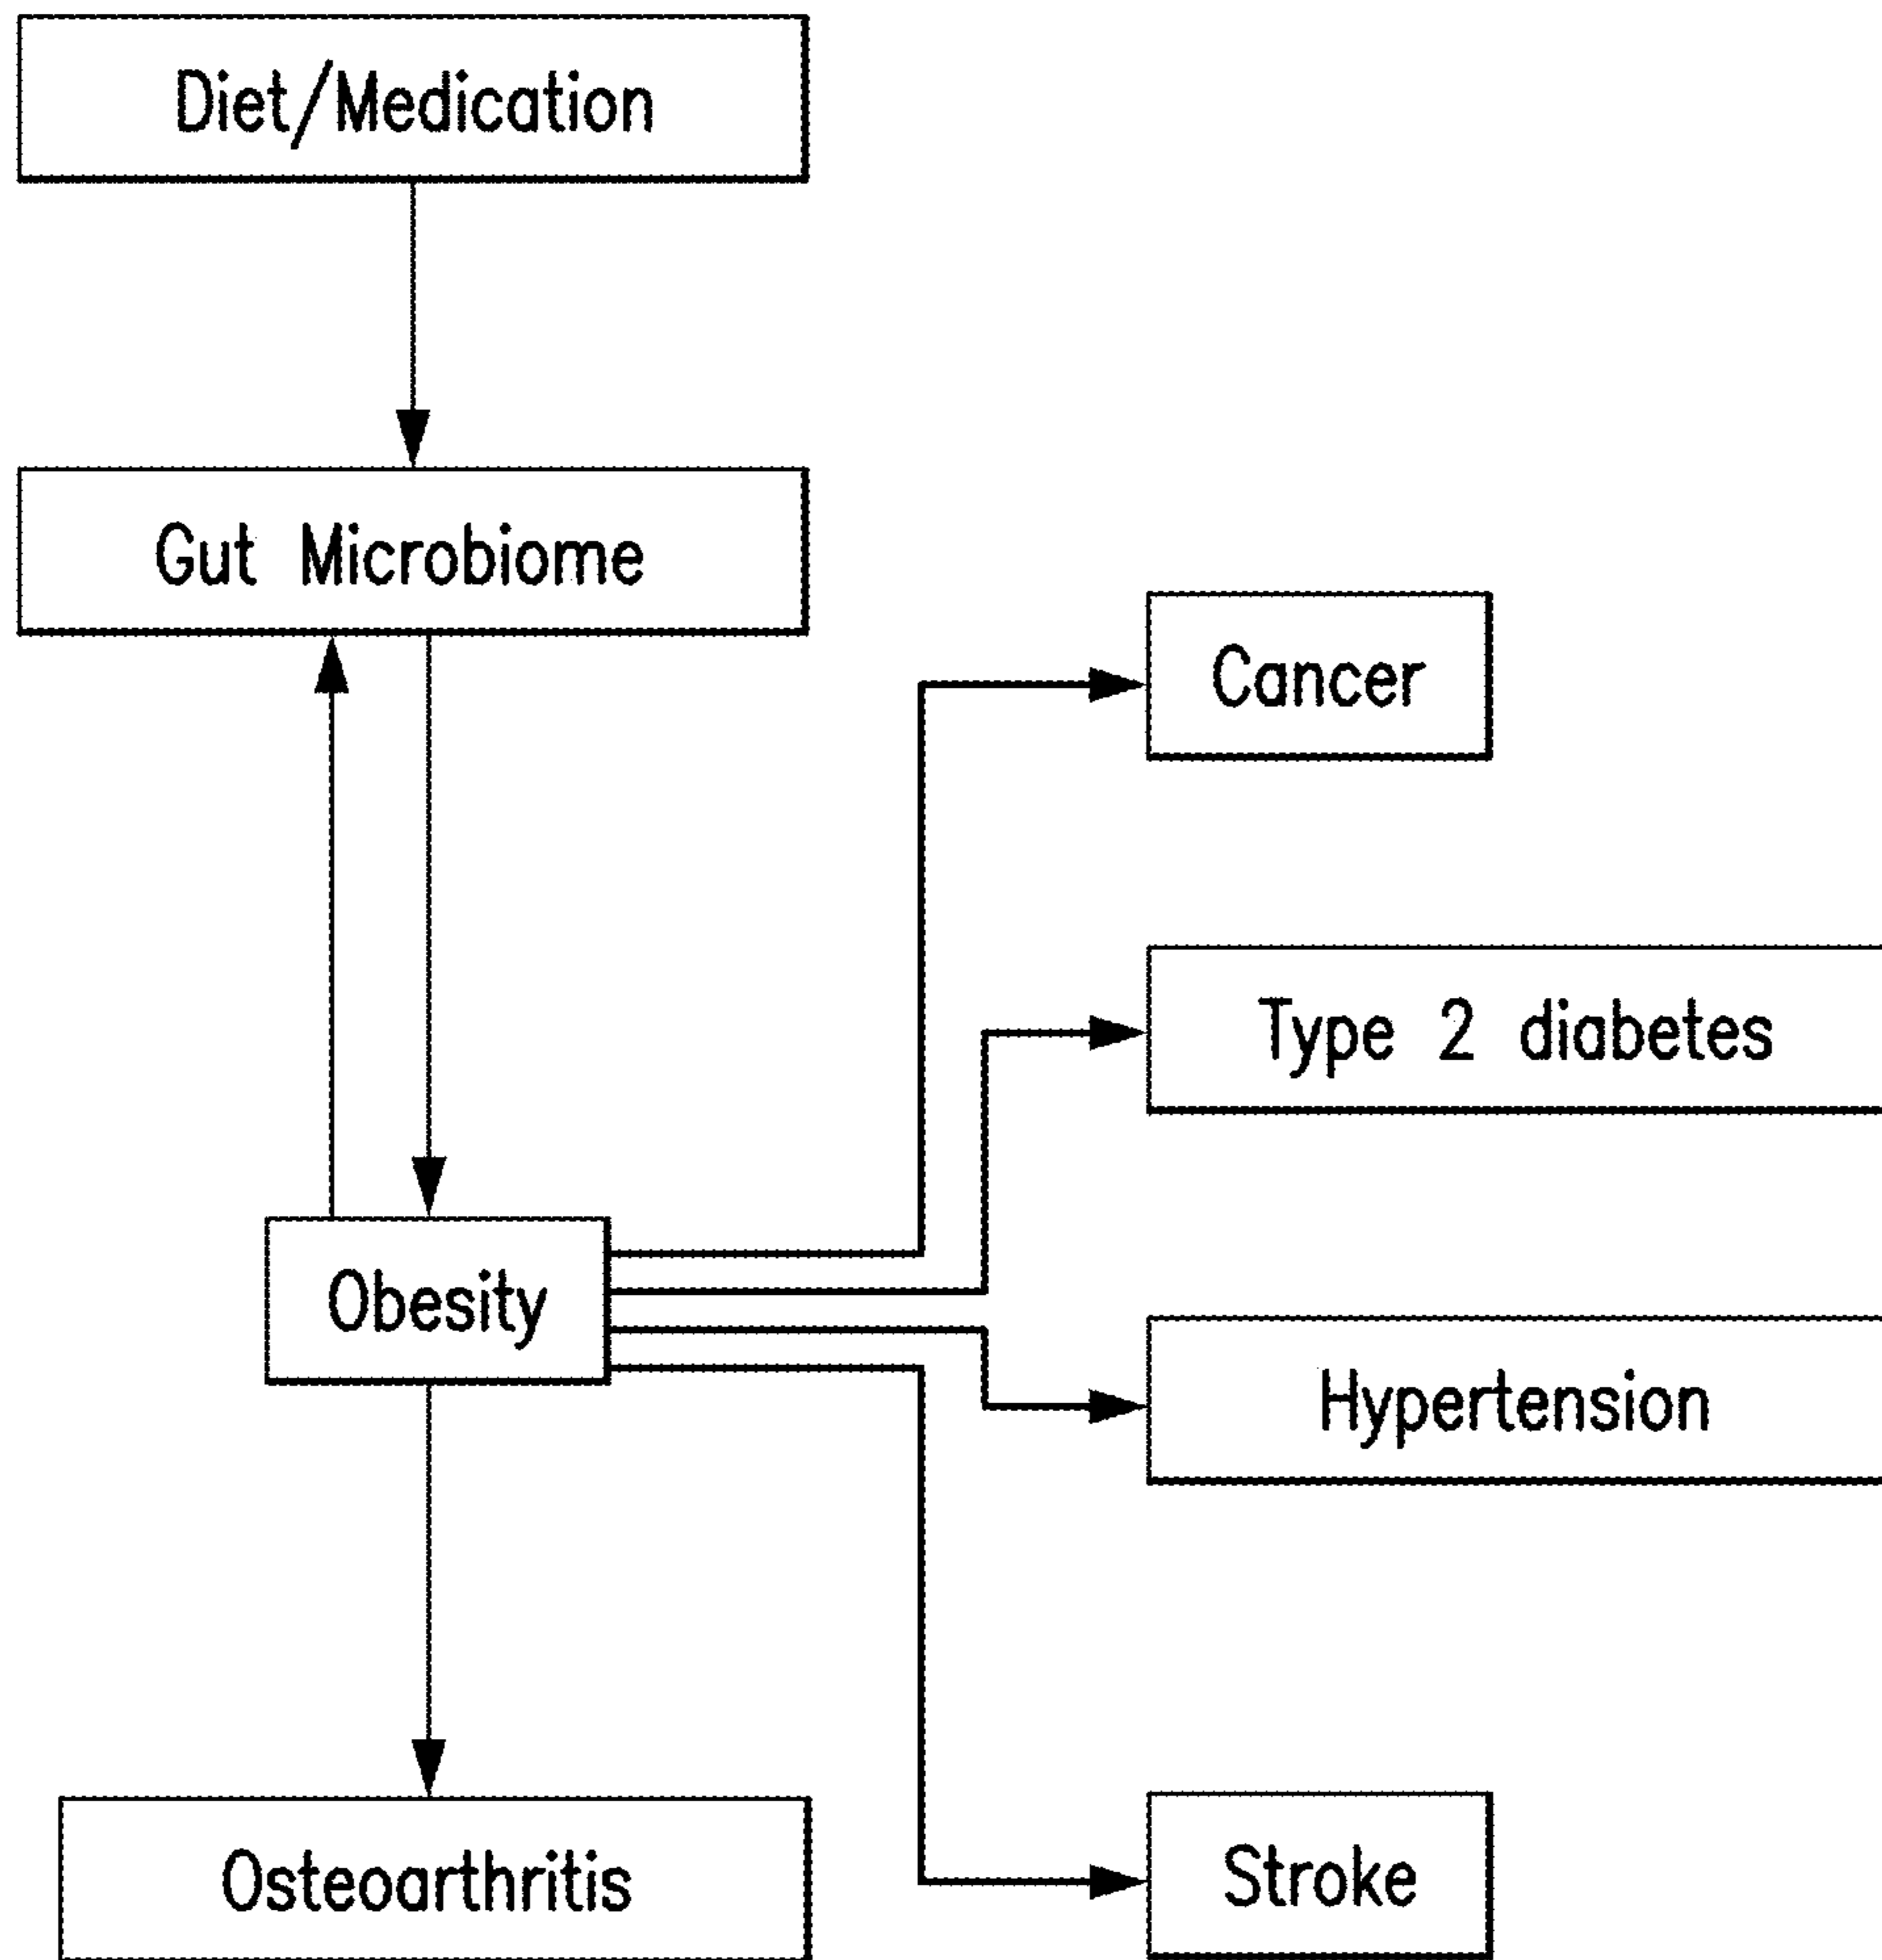 Diet/Medication
Gut Microbiome
Cancer
Type 2 diabetes
Obesity
Hypertension
Osteoarthritis
Stroke